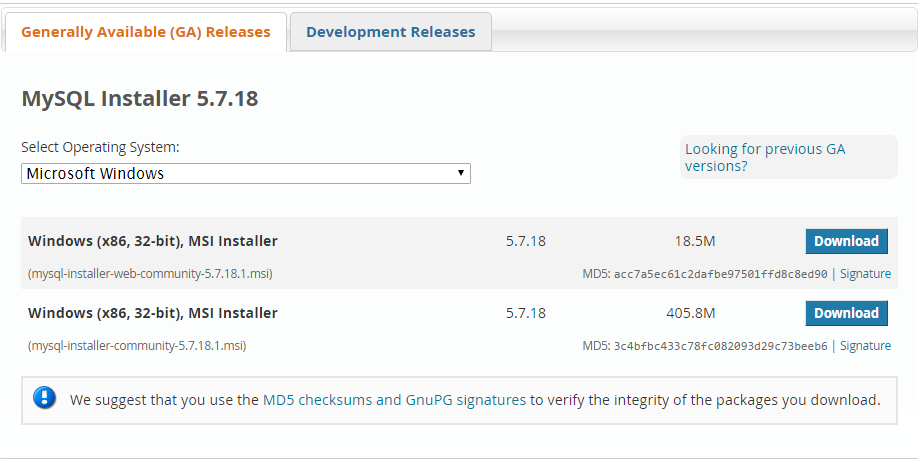 Generally Available (GA) Releases
Development Releases
MySQL Installer 5.7.18
Select Operating System:
Microsoft Windows
Looking for previous GA
versions?
Windows (x86, 32-bit), MSI Installer 5.7.18 18.5M Download
(mysql-installer-web-community-5.7.18.1.msi) MD5: acc7a5ec61c2dafbe97501ffd8c8ed90 | Signature
Windows (x86, 32-bit), MSI Installer 5.7.18 405.8M Download
(mysql-installer-community-5.7.18.1.msi) MD5: 3c4bfbc433c78fc082093d29c73beeb6 | Signature
We suggest that you use the MD5 checksums and GnuPG signatures to verify the integrity of the packages you download.